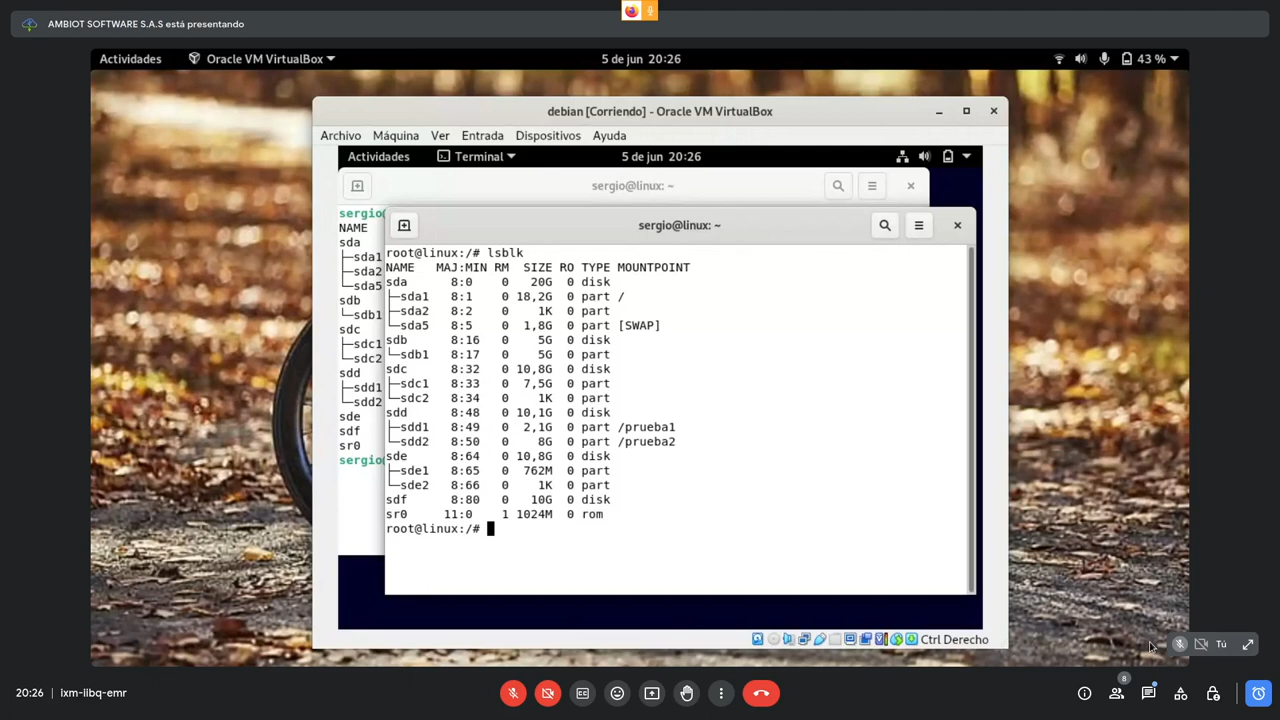 AMBIOT SOFTWARE S.A.S está presentando
Actividades Oracle VM VirtualBox 5 de jun 20:26 43 %
debian [Corriendo] - Oracle VM VirtualBox
Archivo Máquina Ver Entrada Dispositivos Ayuda
Actividades Terminal 5 de jun 20:26
sergio@linux: ~
sergio@
NAME
sda
├─sda1
├─sda2
└─sda5
sdb
└─sdb1
sdc
├─sdc1
└─sdc2
sdd
├─sdd1
└─sdd2
sde
sdf
sr0
sergio@
sergio@linux: ~
root@linux:/# lsblk
NAME MAJ:MIN RM SIZE RO TYPE MOUNTPOINT
sda 8:0 0 20G 0 disk
├─sda1 8:1 0 18,2G 0 part /
├─sda2 8:2 0 1K 0 part
└─sda5 8:5 0 1,8G 0 part [SWAP]
sdb 8:16 0 5G 0 disk
└─sdb1 8:17 0 5G 0 part
sdc 8:32 0 10,8G 0 disk
├─sdc1 8:33 0 7,5G 0 part
└─sdc2 8:34 0 1K 0 part
sdd 8:48 0 10,1G 0 disk
├─sdd1 8:49 0 2,1G 0 part /prueba1
└─sdd2 8:50 0 8G 0 part /prueba2
sde 8:64 0 10,8G 0 disk
├─sde1 8:65 0 762M 0 part
└─sde2 8:66 0 1K 0 part
sdf 8:80 0 10G 0 disk
sr0 11:0 1 1024M 0 rom
root@linux:/#
Ctrl Derecho
Tú
20:26 ixm-iibq-emr
8